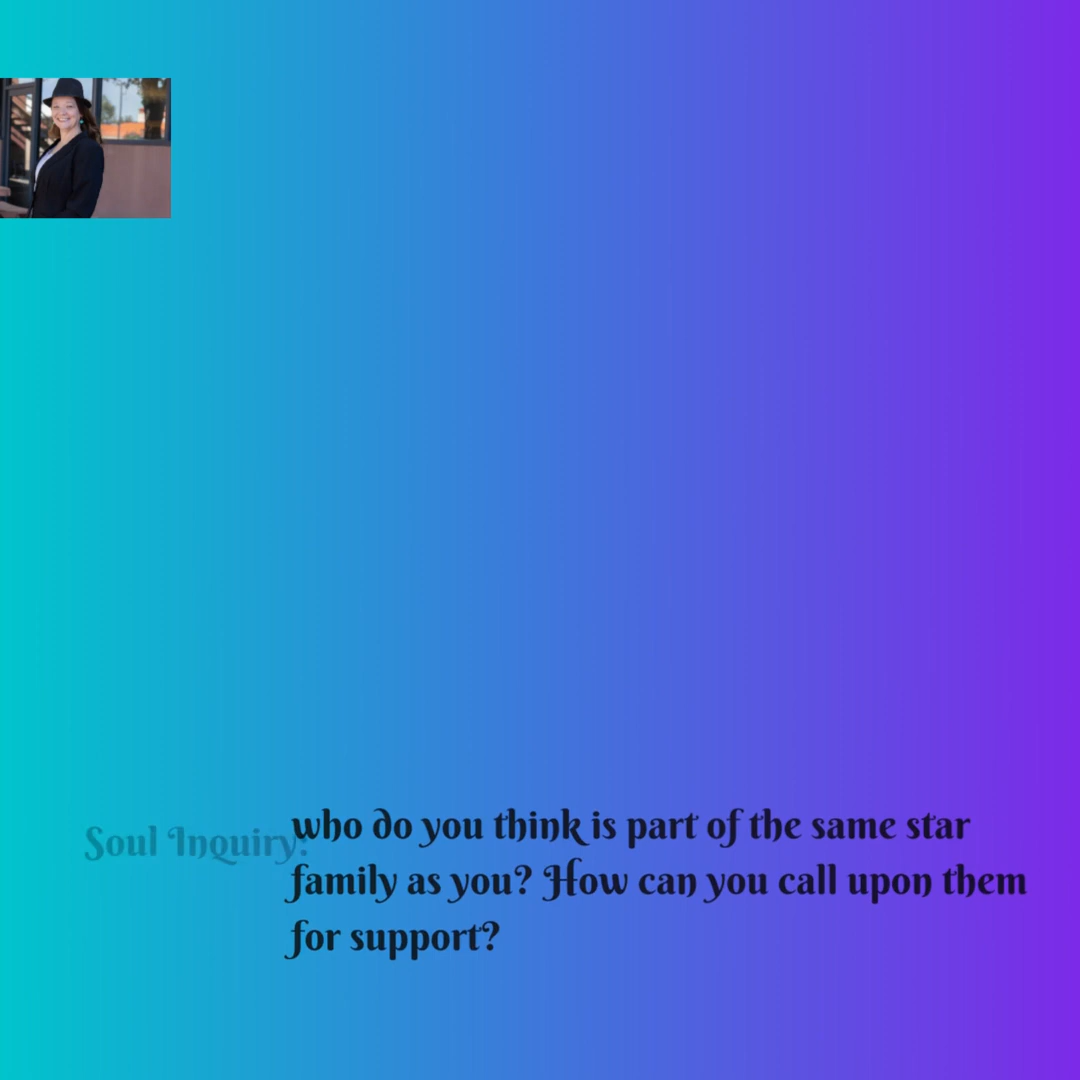 Soul Inquiry:
who do you think is part of the same star
family as you? How can you call upon them
for support?